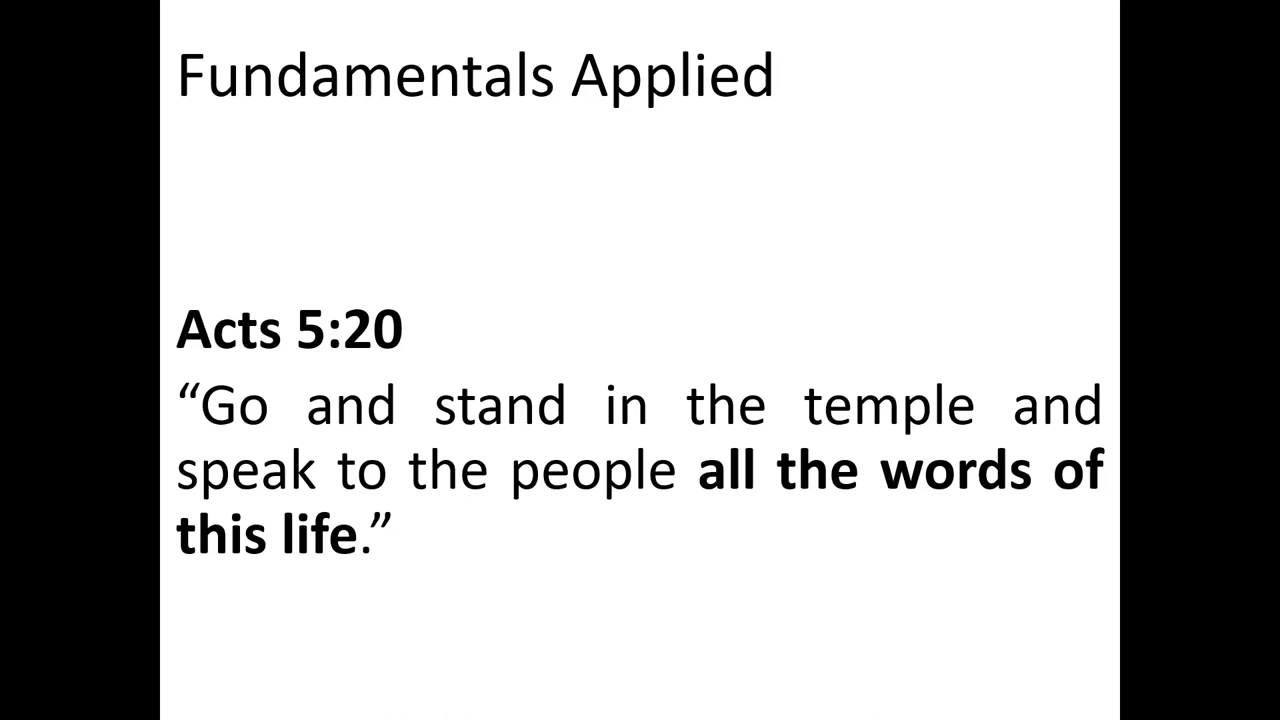 Fundamentals Applied
Acts 5:20
“Go and stand in the temple and
speak to the people all the words of
this life.”